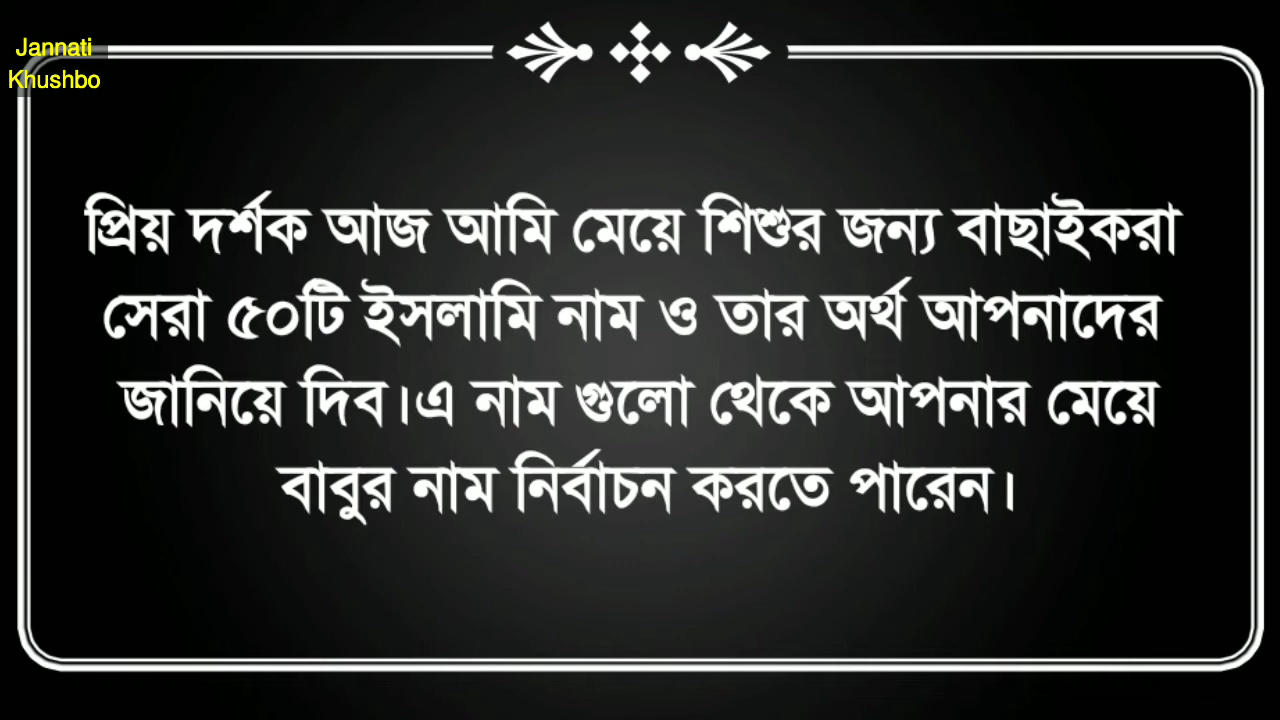 Jannati
Khushbo
প্রিয় দর্শক আজ আমি মেয়ে শিশুর জন্য বাছাইকরা
সেরা ৫০টি ইসলামি নাম ও তার অর্থ আপনাদের
জানিয়ে দিব।এ নাম গুলো থেকে আপনার মেয়ে
বাবুর নাম নির্বাচন করতে পারেন।